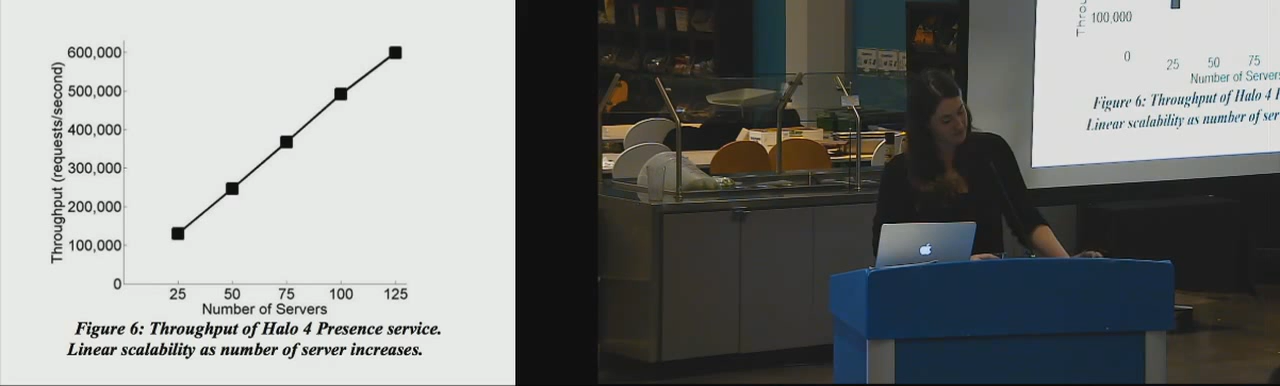 600,000
500,000
400,000
300,000
200,000
100,000
0
Throughput (requests/second)
25 50 75 100 125
Number of Servers
Figure 6: Throughput of Halo 4 Presence service.
Linear scalability as number of server increases.
Throu
100,000
0
25 50 75
Number of Servers
Figure 6: Throughput of Halo 4 P
Linear scalability as number of ser